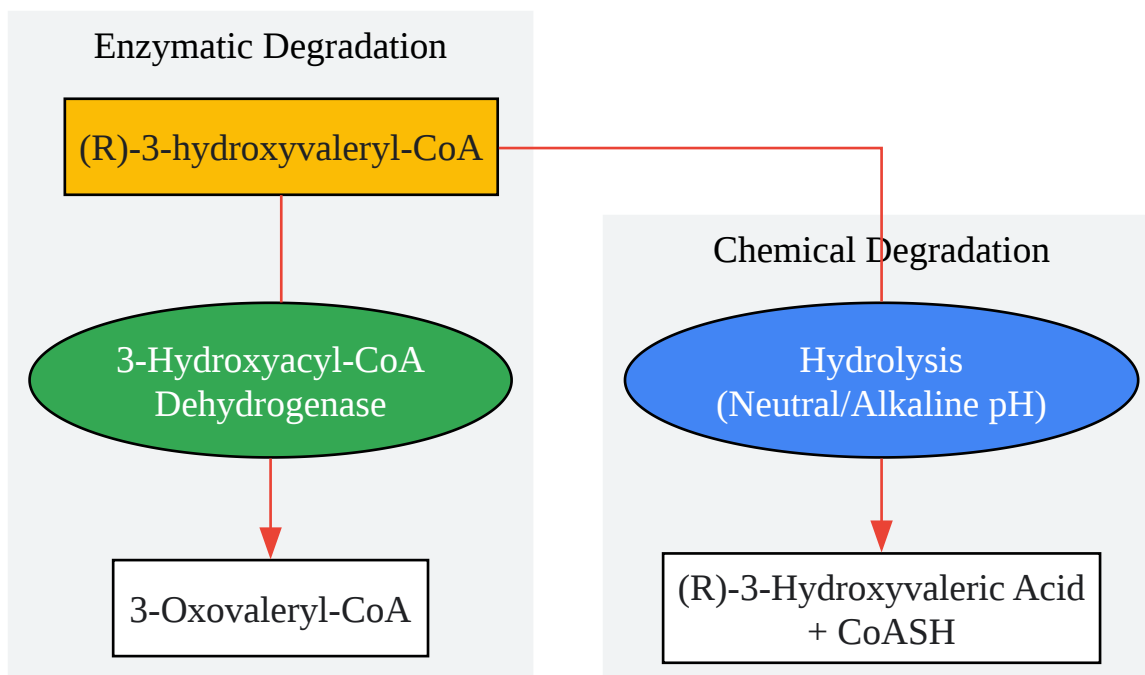 Enzymatic Degradation
(R)-3-hydroxyvaleryl-CoA
3-Hydroxyacyl-CoA
Dehydrogenase
3-Oxovaleryl-CoA
Chemical Degradation
Hydrolysis
(Neutral/Alkaline pH)
(R)-3-Hydroxyvaleric Acid
+ CoASH